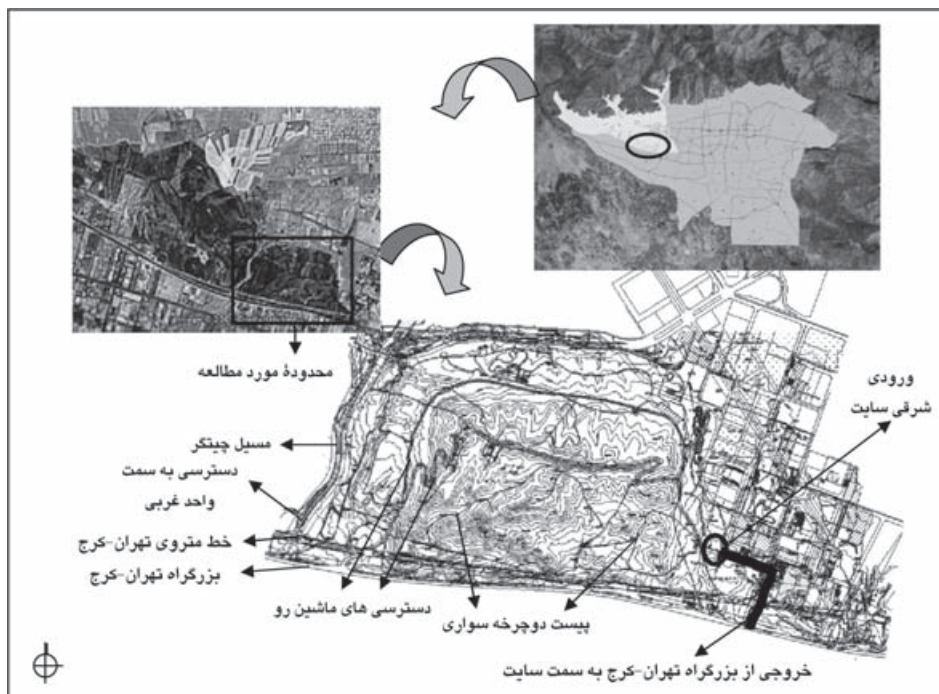 محدودهٔ مورد مطالعه
ورودی
شرقی سایت
مسیل چیتگر
دسترسی به سمت
واحد غربی
خط متروی تهران-کرج
بزرگراه تهران-کرج
دسترسی های ماشین رو
پیست دوچرخه سواری
خروجی از بزرگراه تهران-کرج به سمت سایت